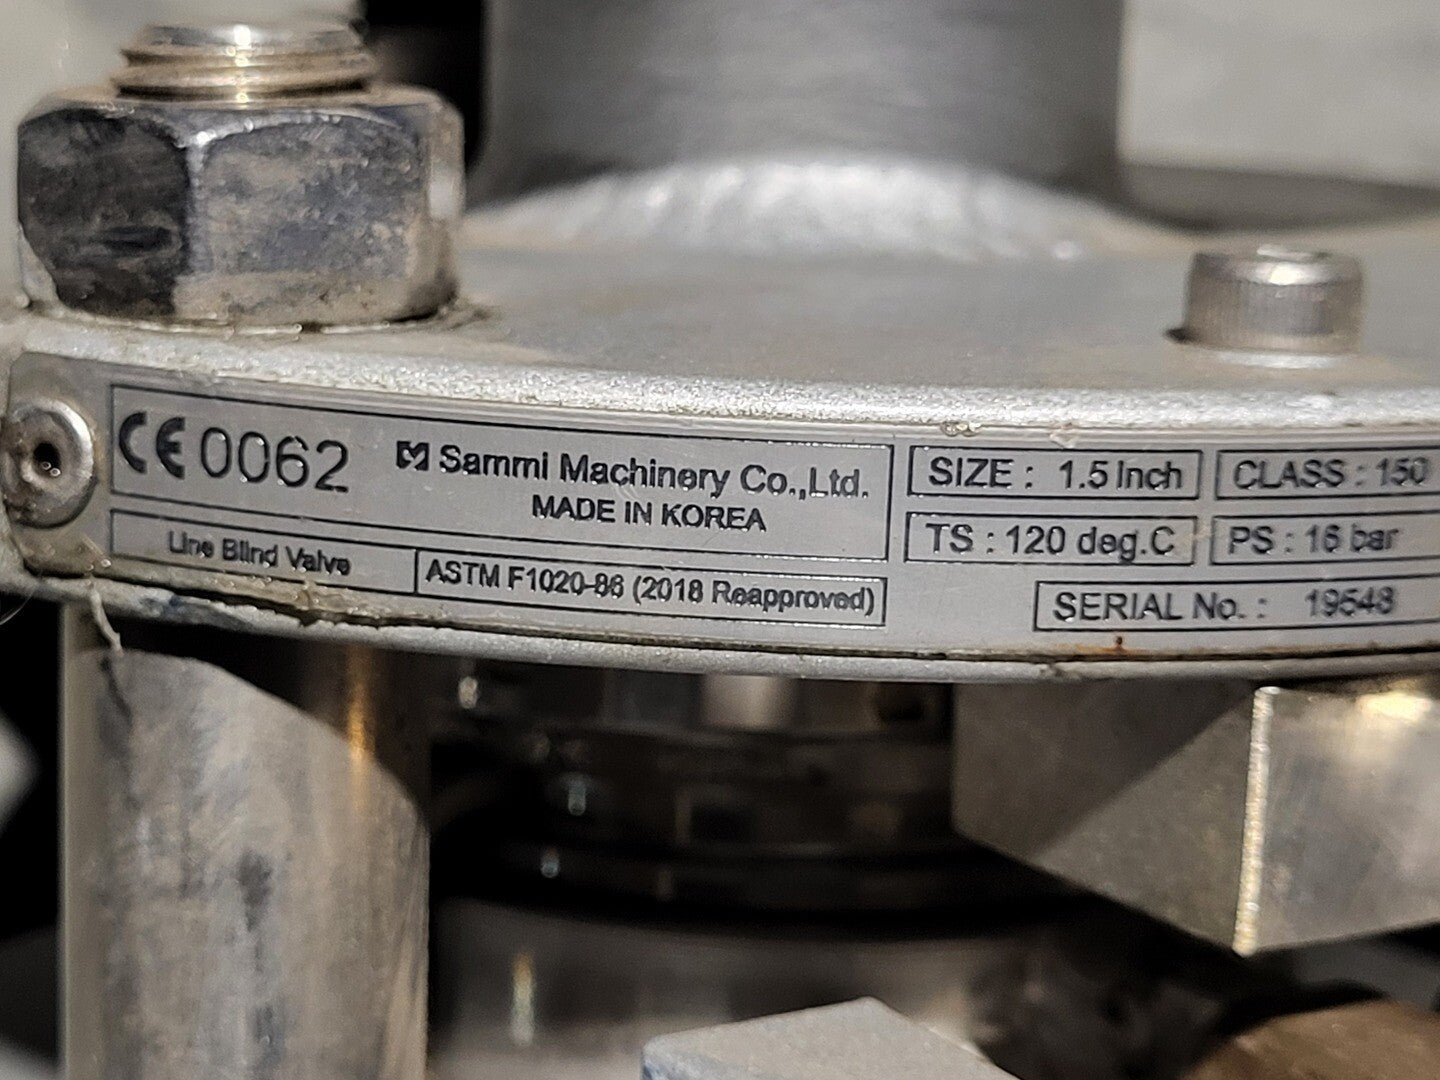 CE 0062
Sammi Machinery Co.,Ltd.
MADE IN KOREA
Line Blind Valve
ASTM F1020-86 (2018 Reapproved)
SIZE : 1.5 Inch
CLASS : 150
TS : 120 deg.C
PS : 16 bar
SERIAL No. : 19548